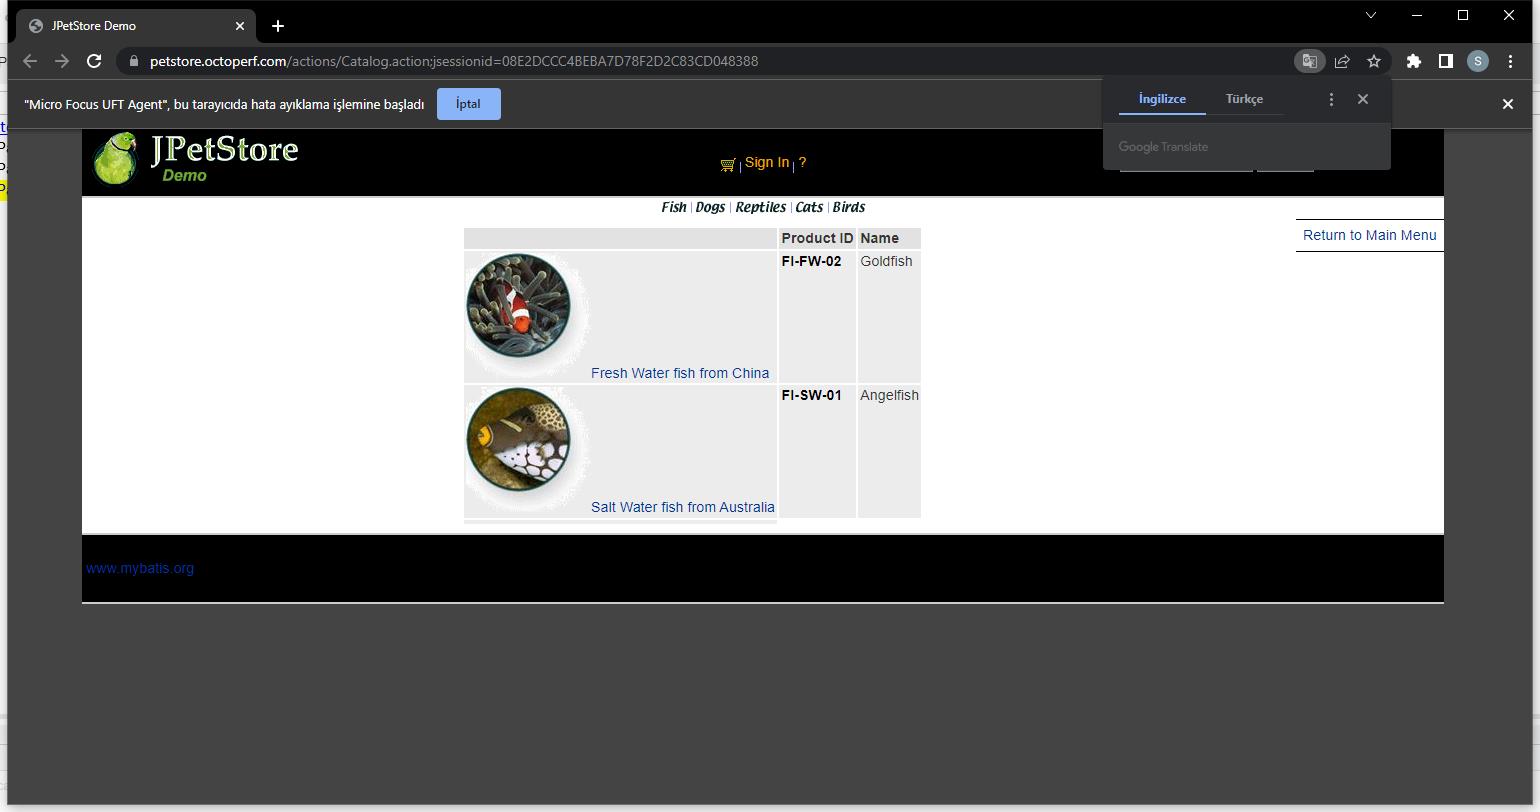 JPetStore Demo
petstore.octoperf.com/actions/Catalog.action;jsessionid=08E2DCCC4BEBA7D78F2D2C83CD048388
S
"Micro Focus UFT Agent", bu tarayıcıda hata ayıklama işlemine başladı
İptal
İngilizce Türkçe
Google Translate
JPetStore
Demo
| Sign In | ?
Fish | Dogs | Reptiles | Cats | Birds
Return to Main Menu
Product ID Name
FI-FW-02 Goldfish
Fresh Water fish from China
FI-SW-01 Angelfish
Salt Water fish from Australia
www.mybatis.org